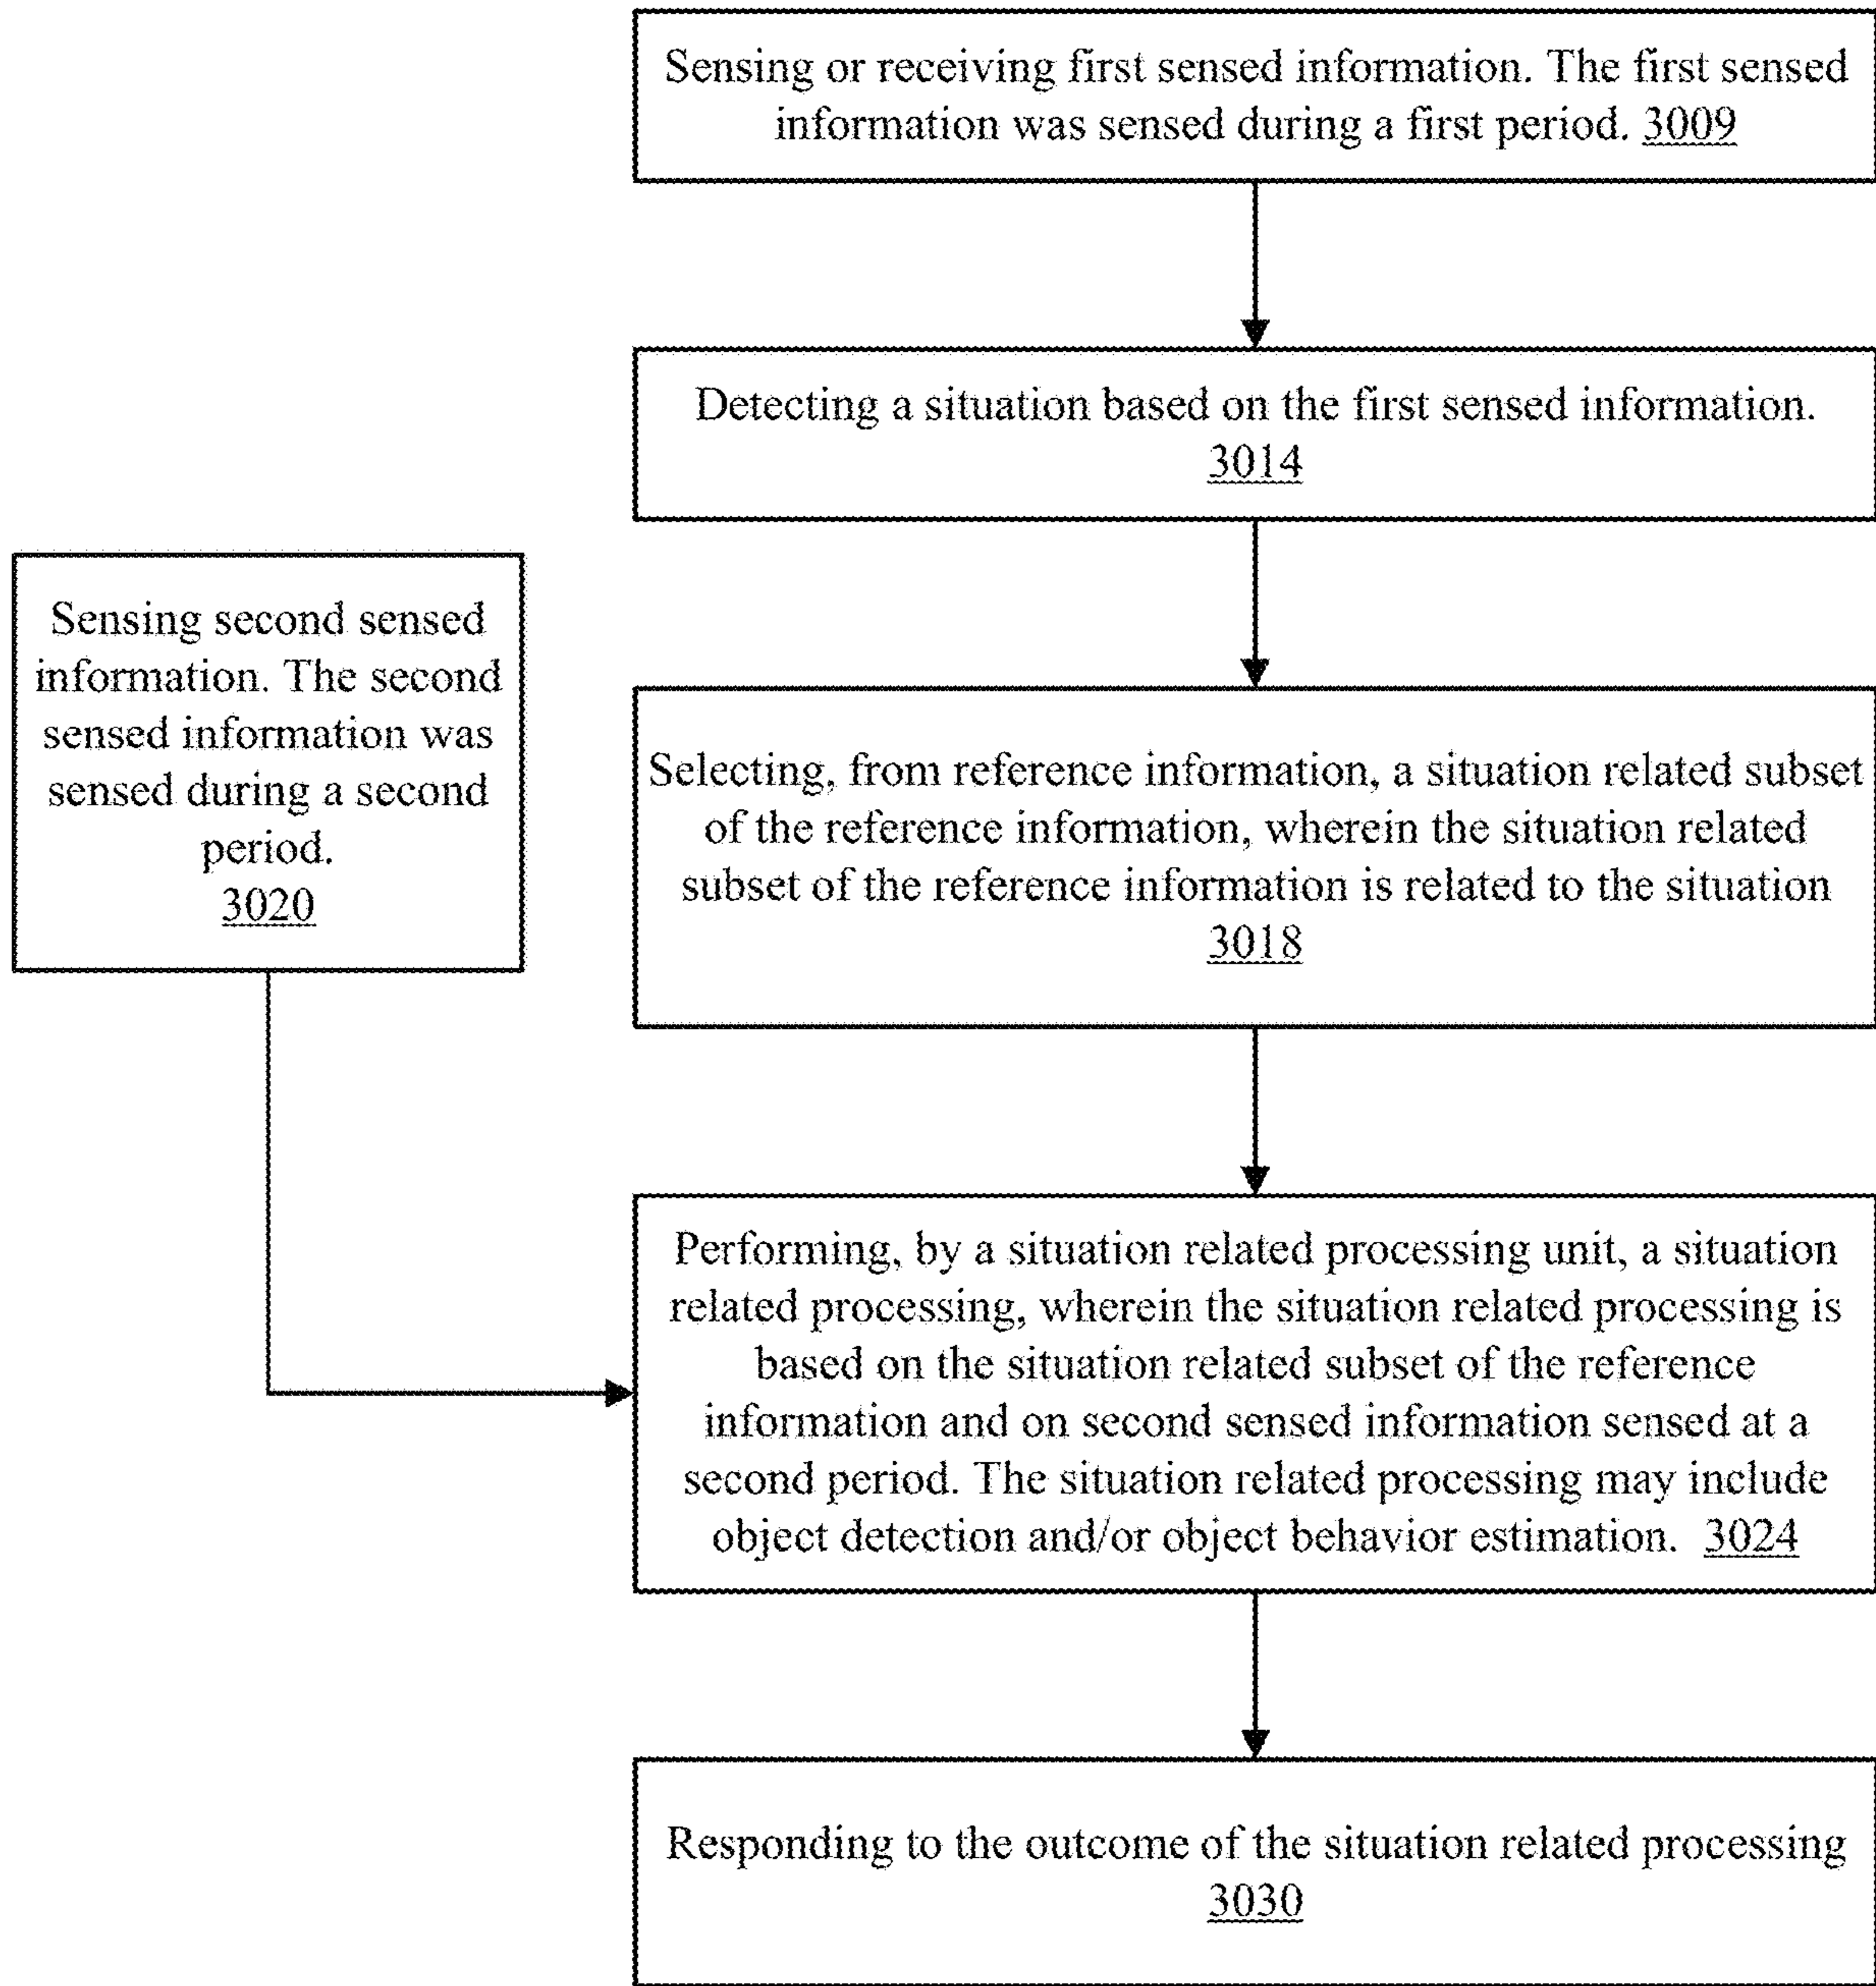 Sensing or receiving first sensed information. The first sensed
information was sensed during a first period. 3009
Detecting a situation based on the first sensed information.
3014
Sensing second sensed
information. The second
sensed information was
sensed during a second
period.
3020
Selecting, from reference information, a situation related subset
of the reference information, wherein the situation related
subset of the reference information is related to the situation
3018
Performing, by a situation related processing unit, a situation
related processing, wherein the situation related processing is
based on the situation related subset of the reference
information and on second sensed information sensed at a
second period. The situation related processing may include
object detection and/or object behavior estimation. 3024
Responding to the outcome of the situation related processing
3030